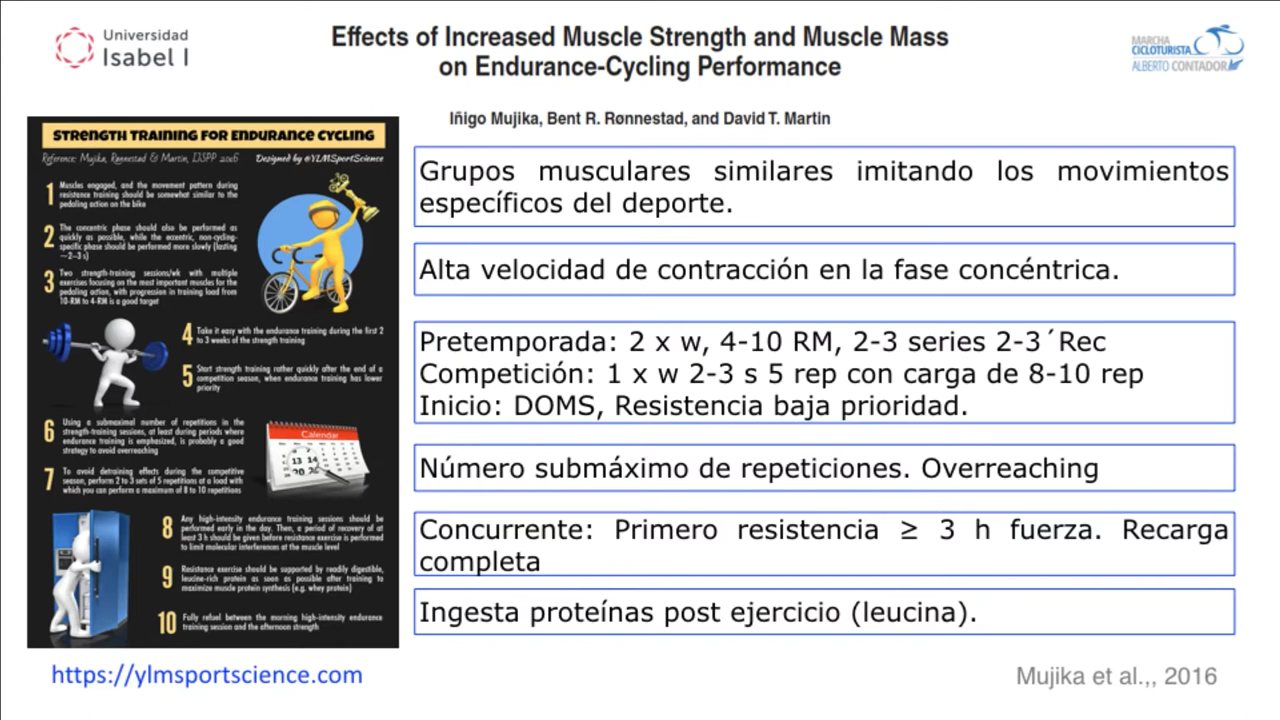 Universidad
Isabel I
Effects of Increased Muscle Strength and Muscle Mass
on Endurance-Cycling Performance
MARCHA
CICLOTURISTA
ALBERTO CONTADOR
Iñigo Mujika, Bent R. Rønnestad, and David T. Martin
STRENGTH TRAINING FOR ENDURANCE CYCLING
Reference: Mujika, Rønnestad & Martin, IJSPP 2016
Designed by @YLMSportScience
1 Muscles engaged, and the movement pattern during
resistance training should be somewhat similar to the
pedaling action on the bike
2 The concentric phase should also be performed as
quickly as possible, while the eccentric, non-cycling-
specific phase should be performed more slowly (lasting
~2–3 s)
3 Two strength-training sessions/wk with multiple
exercises focusing on the most important muscles for the
pedaling action, with progression in training load from
10-RM to 4-RM is a good target
4 Take it easy with the endurance training during the first 2
to 3 weeks of the strength training
5 Start strength training rather quickly after the end of a
competition season, when endurance training has lower
priority
6 Using a submaximal number of repetitions in the
strength-training sessions, at least during periods where
endurance training is emphasized, is probably a good
strategy to avoid overreaching
Calendar
13 14
7 To avoid detraining effects during the competitive
season, perform 2 to 3 sets of 5 repetitions at a load with
which you can perform a maximum of 8 to 10 repetitions
8 Any high-intensity endurance training sessions should be
performed early in the day. Then, a period of recovery of at
least 3 h should be given before resistance exercise is performed
to limit molecular interferences at the muscle level
9 Resistance exercise should be supported by readily digestible,
leucine-rich protein as soon as possible after training to
maximize muscle protein synthesis (e.g. whey protein)
10 Fully refuel between the morning high-intensity endurance
training session and the afternoon strength
Grupos musculares similares imitando los movimientos
específicos del deporte.
Alta velocidad de contracción en la fase concéntrica.
Pretemporada: 2 x w, 4-10 RM, 2-3 series 2-3´Rec
Competición: 1 x w 2-3 s 5 rep con carga de 8-10 rep
Inicio: DOMS, Resistencia baja prioridad.
Número submáximo de repeticiones. Overreaching
Concurrente: Primero resistencia ≥ 3 h fuerza. Recarga
completa
Ingesta proteínas post ejercicio (leucina).
https://ylmsportscience.com
Mujika et al.,, 2016